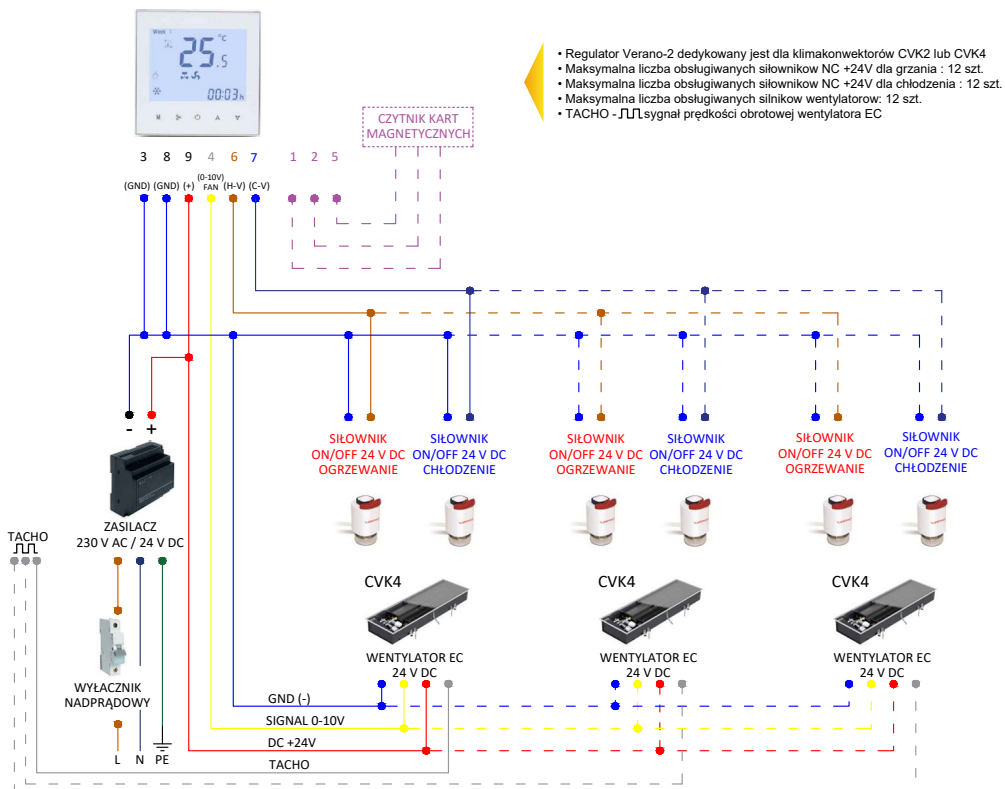 Week 1
25.5 °C
00:03 h
M
• Regulator Verano-2 dedykowany jest dla klimakonwektorów CVK2 lub CVK4
• Maksymalna liczba obsługiwanych siłownikow NC +24V dla grzania : 12 szt.
• Maksymalna liczba obsługiwanych siłownikow NC +24V dla chłodzenia : 12 szt.
• Maksymalna liczba obsługiwanych silnikow wentylatorow: 12 szt.
• TACHO - sygnał prędkości obrotowej wentylatora EC
CZYTNIK KART
MAGNETYCZNYCH
3 8 9 4 6 7 1 2 5
(GND) (GND) (+) (0-10V) FAN (H-V) (C-V)
- +
SIŁOWNIK
ON/OFF 24 V DC
OGRZEWANIE
SIŁOWNIK
ON/OFF 24 V DC
CHŁODZENIE
SIŁOWNIK
ON/OFF 24 V DC
OGRZEWANIE
SIŁOWNIK
ON/OFF 24 V DC
CHŁODZENIE
SIŁOWNIK
ON/OFF 24 V DC
OGRZEWANIE
SIŁOWNIK
ON/OFF 24 V DC
CHŁODZENIE
ZASILACZ
230 V AC / 24 V DC
TACHO
CVK4
CVK4
CVK4
WENTYLATOR EC
24 V DC
WENTYLATOR EC
24 V DC
WENTYLATOR EC
24 V DC
WYŁACZNIK
NADPRĄDOWY
GND (-)
SIGNAL 0-10V
DC +24V
TACHO
L N PE